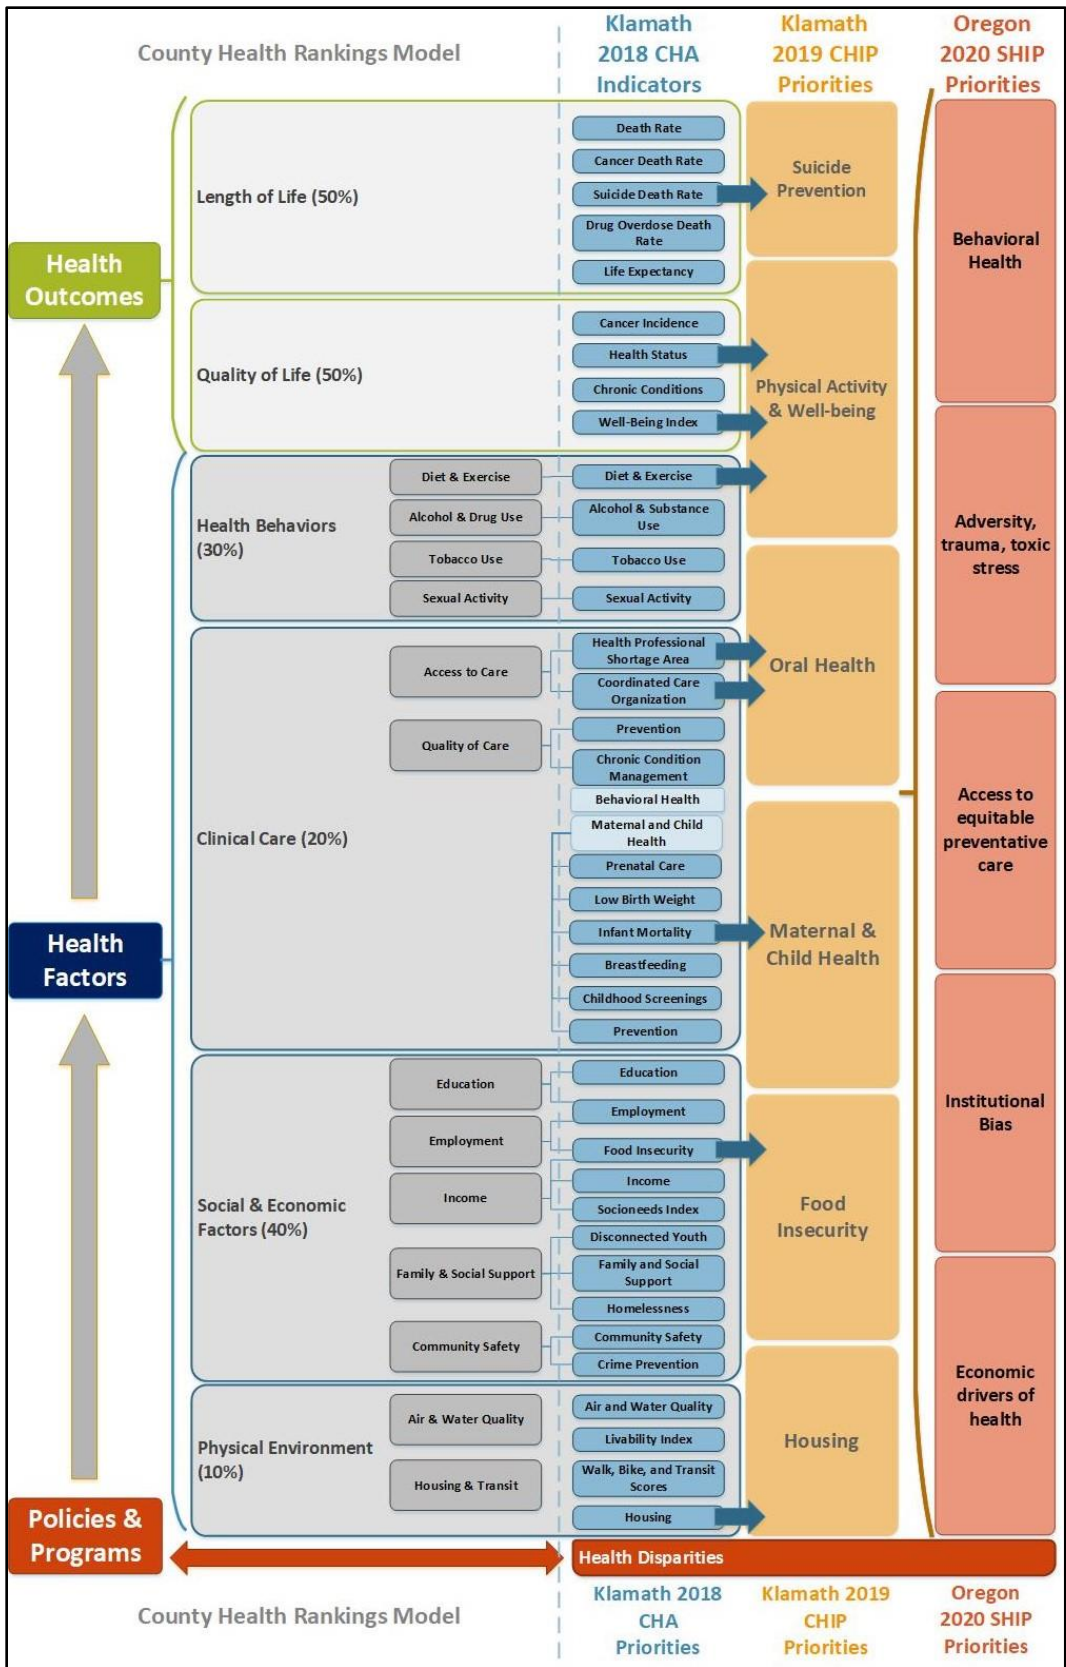 County Health Rankings Model
Klamath
2018 CHA
Indicators
Klamath
2019 CHIP
Priorities
Oregon
2020 SHIP
Priorities
Health
Outcomes
Health
Factors
Policies &
Programs
Length of Life (50%)
Death Rate
Cancer Death Rate
Suicide Death Rate
Drug Overdose Death
Rate
Life Expectancy
Quality of Life (50%)
Cancer Incidence
Health Status
Chronic Conditions
Well-Being Index
Health Behaviors
(30%)
Diet & Exercise
Alcohol & Drug Use
Tobacco Use
Sexual Activity
Diet & Exercise
Alcohol & Substance
Use
Tobacco Use
Sexual Activity
Clinical Care (20%)
Access to Care
Quality of Care
Health Professional
Shortage Area
Coordinated Care
Organization
Prevention
Chronic Condition
Management
Behavioral Health
Maternal and Child
Health
Prenatal Care
Low Birth Weight
Infant Mortality
Breastfeeding
Childhood Screenings
Prevention
Social & Economic
Factors (40%)
Education
Employment
Income
Family & Social Support
Community Safety
Education
Employment
Food Insecurity
Income
Socioneeds Index
Disconnected Youth
Family and Social
Support
Homelessness
Community Safety
Crime Prevention
Physical Environment
(10%)
Air & Water Quality
Housing & Transit
Air and Water Quality
Livability Index
Walk, Bike, and Transit
Scores
Housing
Suicide
Prevention
Physical Activity
& Well-being
Oral Health
Maternal &
Child Health
Food
Insecurity
Housing
Behavioral
Health
Adversity,
trauma, toxic
stress
Access to
equitable
preventative
care
Institutional
Bias
Economic
drivers of
health
Health Disparities
County Health Rankings Model
Klamath 2018
CHA
Priorities
Klamath 2019
CHIP
Priorities
Oregon
2020 SHIP
Priorities